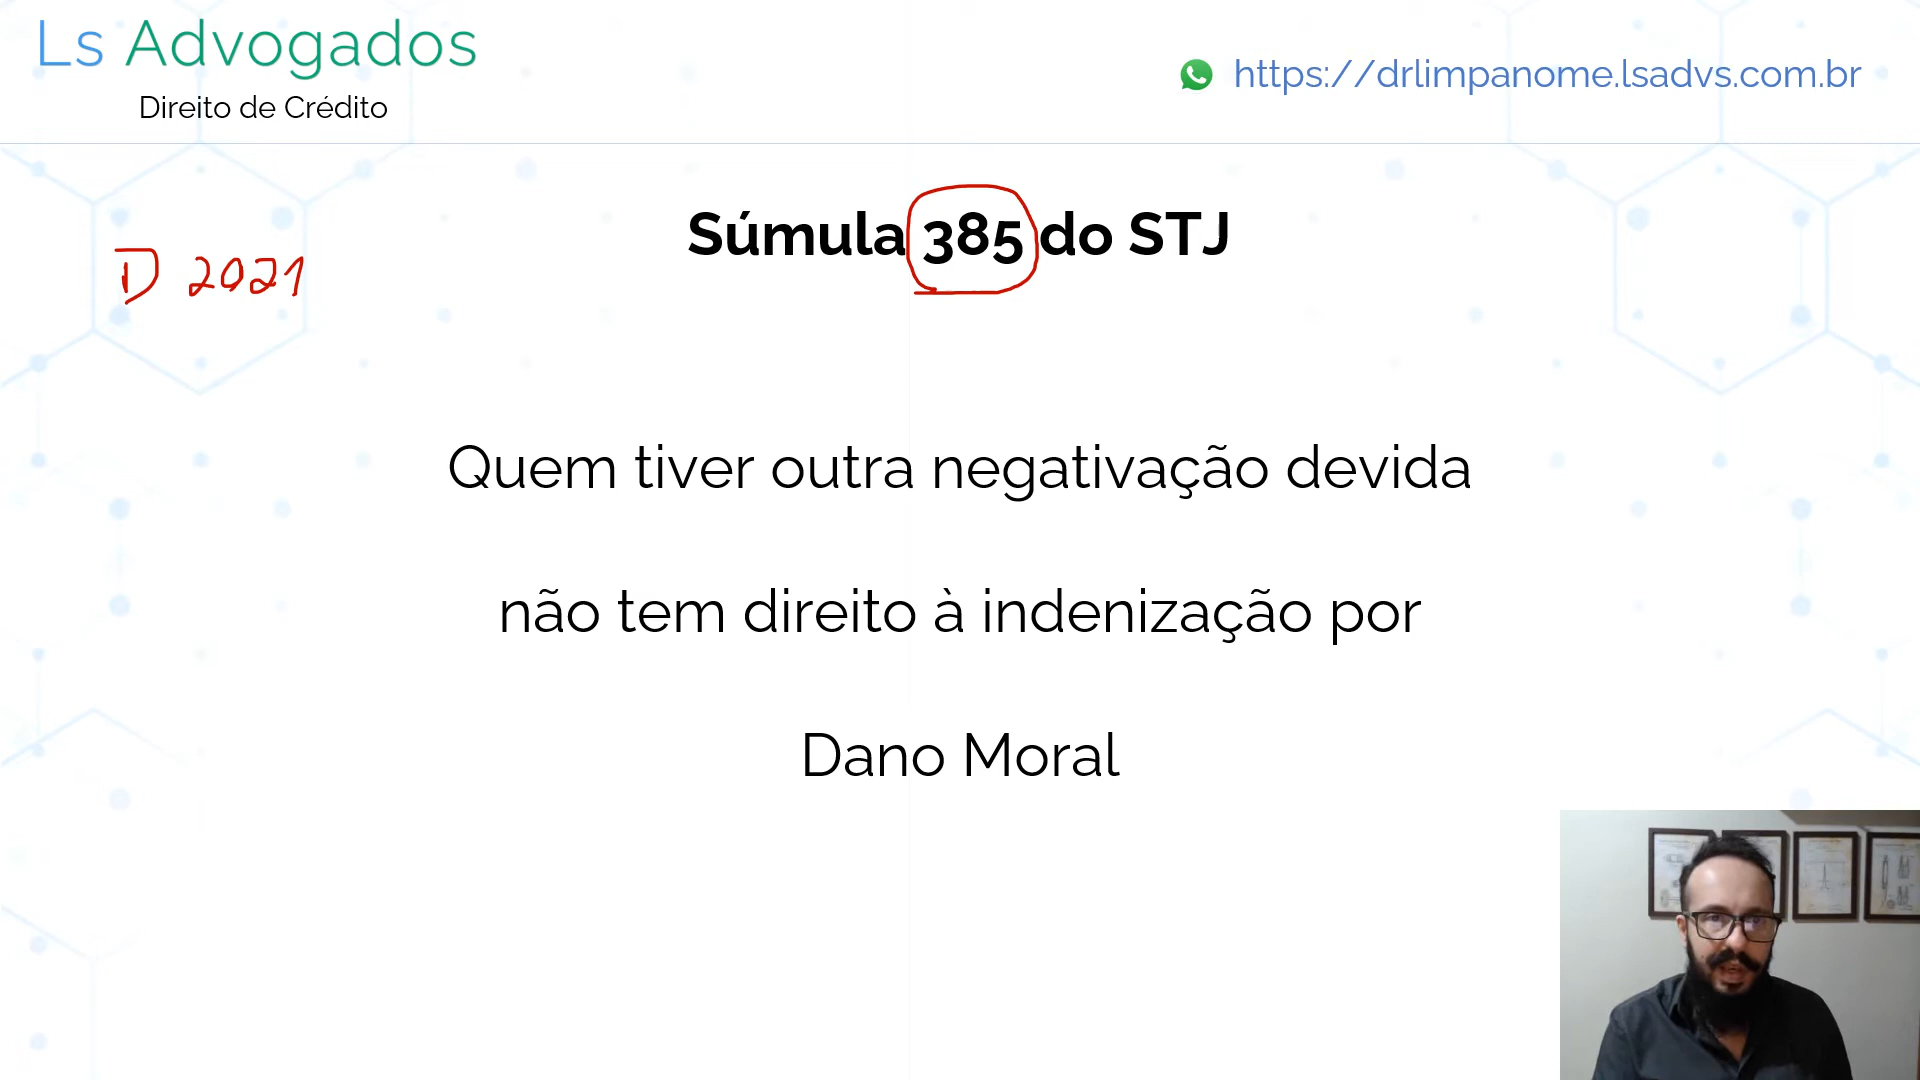 Ls Advogados
Direito de Crédito
https://drlimpanome.lsadvs.com.br
Súmula 385 do STJ
D 2021
Quem tiver outra negativação devida
não tem direito à indenização por
Dano Moral